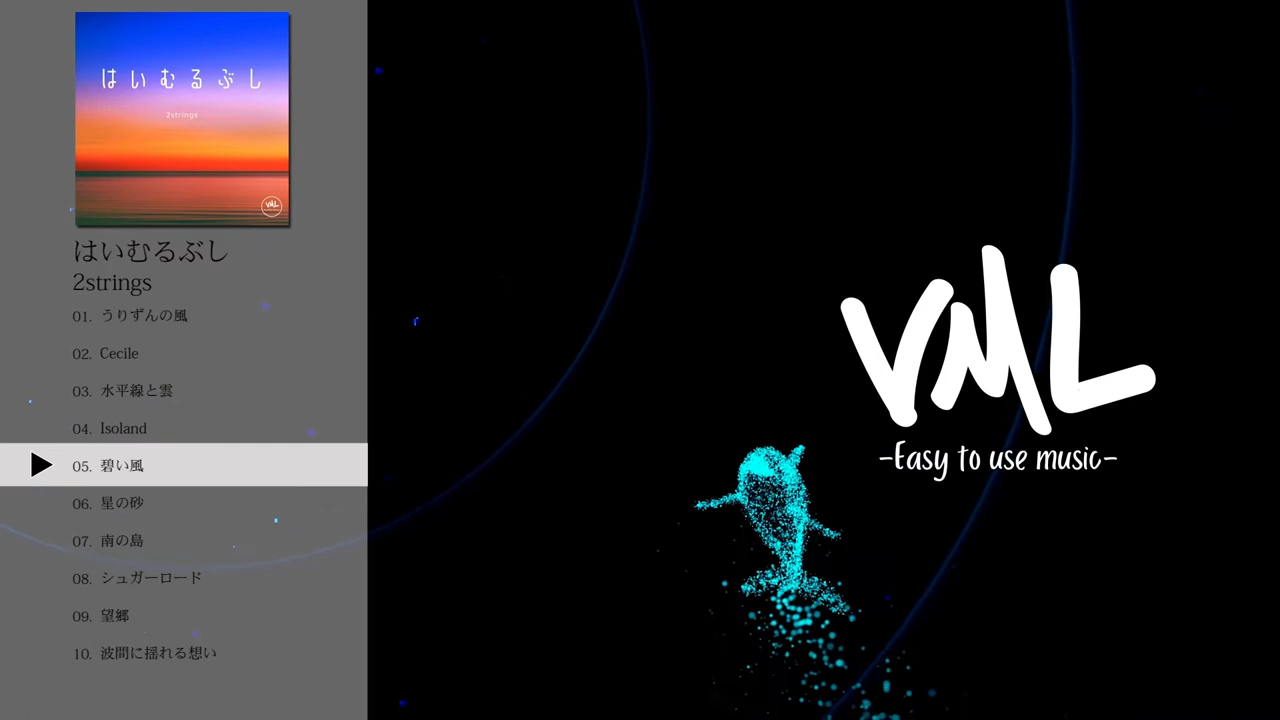 はいむるぶし
2strings
VML
はいむるぶし
2strings
01. うりずんの風
02. Cecile
03. 水平線と雲
04. Isoland
05. 碧い風
06. 星の砂
07. 南の島
08. シュガーロード
09. 望郷
10. 波間に揺れる想い
VML
-Easy to use music-